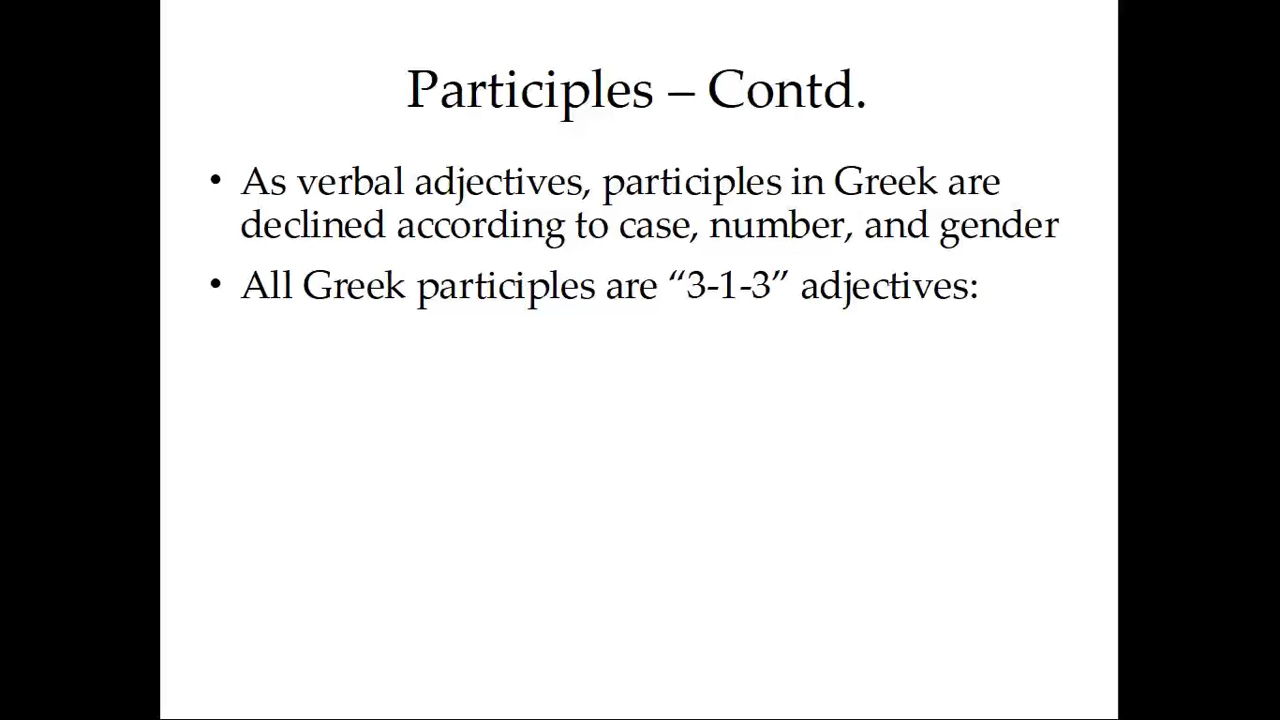 Participles – Contd.
• As verbal adjectives, participles in Greek are
declined according to case, number, and gender
• All Greek participles are “3-1-3” adjectives: